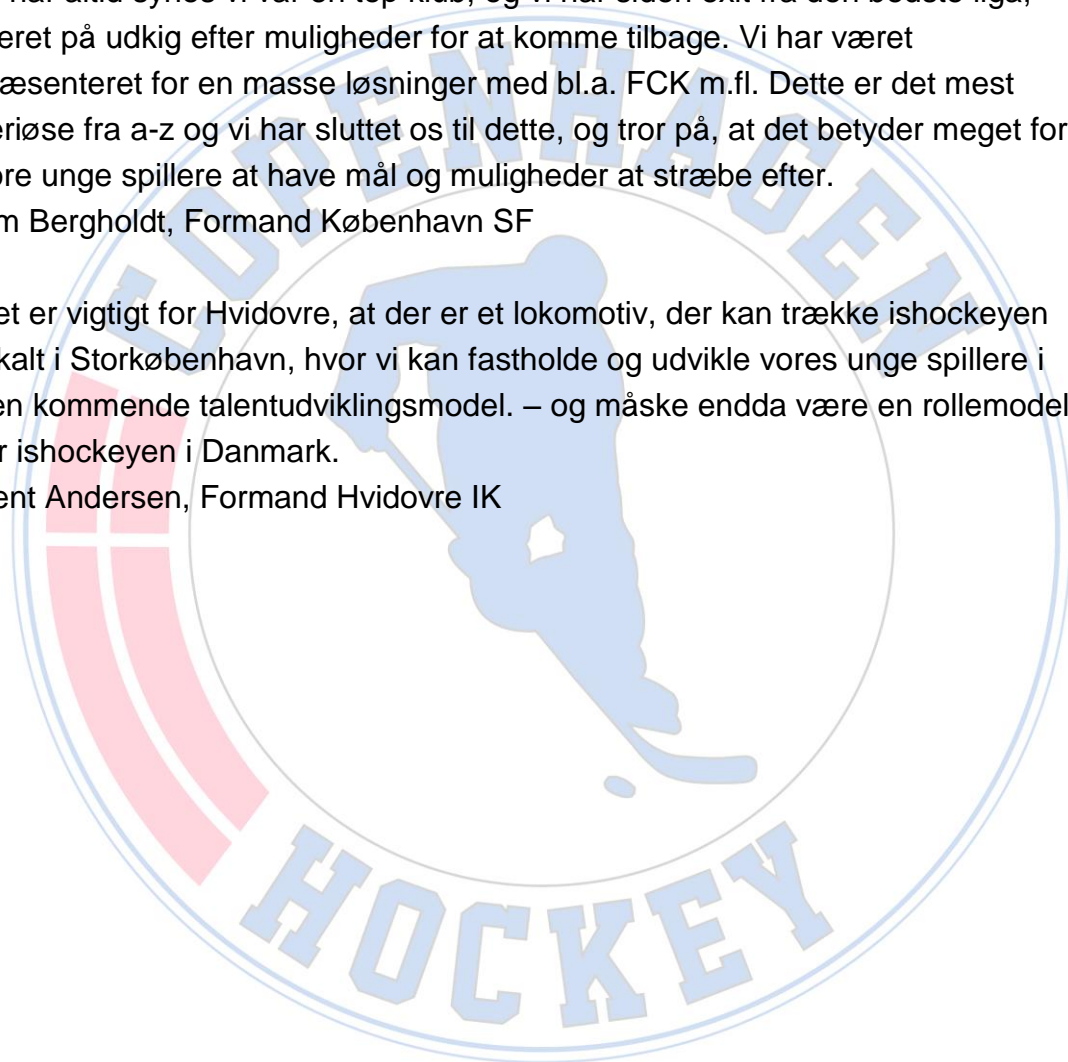 har altid synes vi var en top klub, og vi har siden exit fra den bedste liga,
eret på udkig efter muligheder for at komme tilbage. Vi har været
æsenteret for en masse løsninger med bl.a. FCK m.fl. Dette er det mest
eriøse fra a-z og vi har sluttet os til dette, og tror på, at det betyder meget for
ore unge spillere at have mål og muligheder at stræbe efter.
m Bergholdt, Formand København SF
et er vigtigt for Hvidovre, at der er et lokomotiv, der kan trække ishockeyen
kalt i Storkøbenhavn, hvor vi kan fastholde og udvikle vores unge spillere i
en kommende talentudviklingsmodel. – og måske endda være en rollemodel
r ishockeyen i Danmark.
ent Andersen, Formand Hvidovre IK
COPENHAGEN
HOCKEY